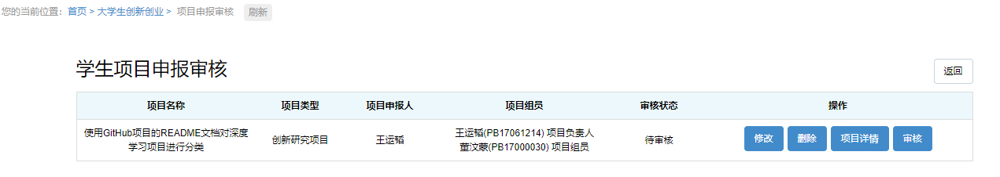 您的当前位置: 首页 > 大学生创新创业 > 项目申报审核 刷新
学生项目申报审核
返回
项目名称 项目类型 项目申报人 项目组员 审核状态 操作
使用GitHub项目的README文档对深度
学习项目进行分类
创新研究项目
王运韬
王运韬(PB17061214) 项目负责人
董汶蒙(PB17000030) 项目组员
待审核
修改 删除 项目详情 审核